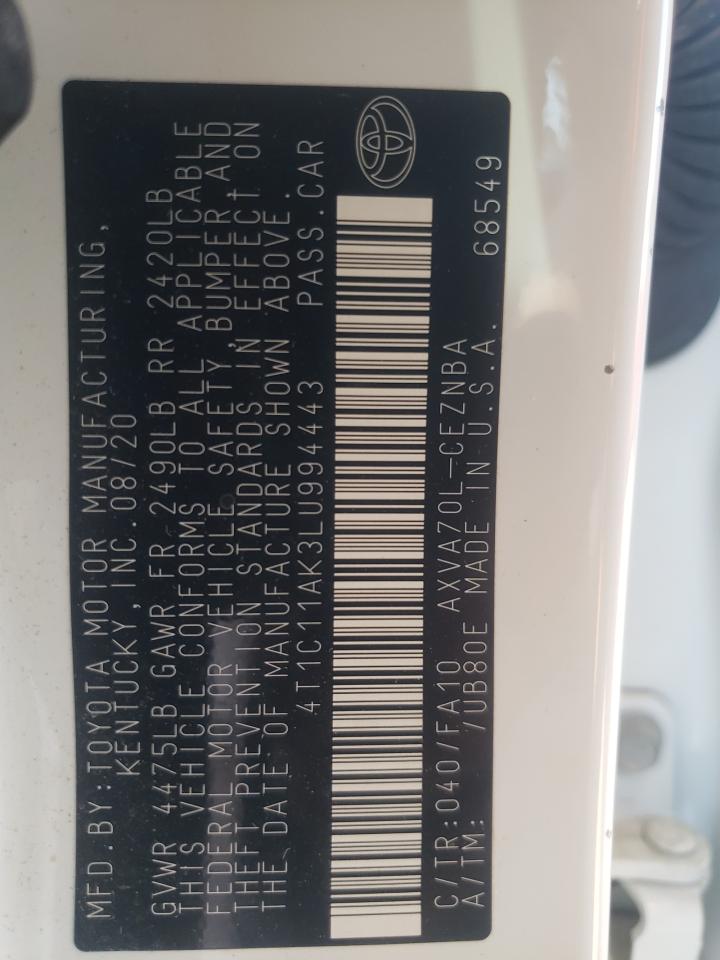 MFD.BY:TOYOTA MOTOR MANUFACTURING,
KENTUCKY, INC.08/20
GVWR 4475LB GAWR FR 2490LB RR 2420LB
THIS VEHICLE CONFORMS TO ALL APPLICABLE
FEDERAL MOTOR VEHICLE SAFETY, BUMPER AND
THEFT PREVENTION STANDARDS IN EFFECT ON
THE DATE OF MANUFACTURE SHOWN ABOVE.
4T1C11AK3LU994443 PASS.CAR
C/TR:040/FA10 AXVA70L-CEZNBA
A/TM: /UB80E MADE IN U.S.A. 68549